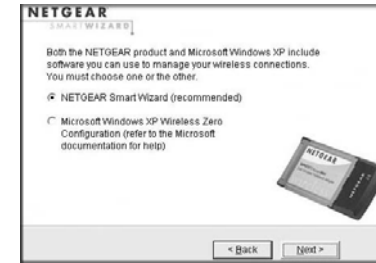 NETGEAR
SMARTWIZARD
Both the NETGEAR product and Microsoft Windows XP include
software you can use to manage your wireless connections.
You must choose one or the other.
NETGEAR Smart Wizard (recommended)
Microsoft Windows XP Wireless Zero
Configuration (refer to the Microsoft
documentation for help)
NETGEAR
< Back
Next >